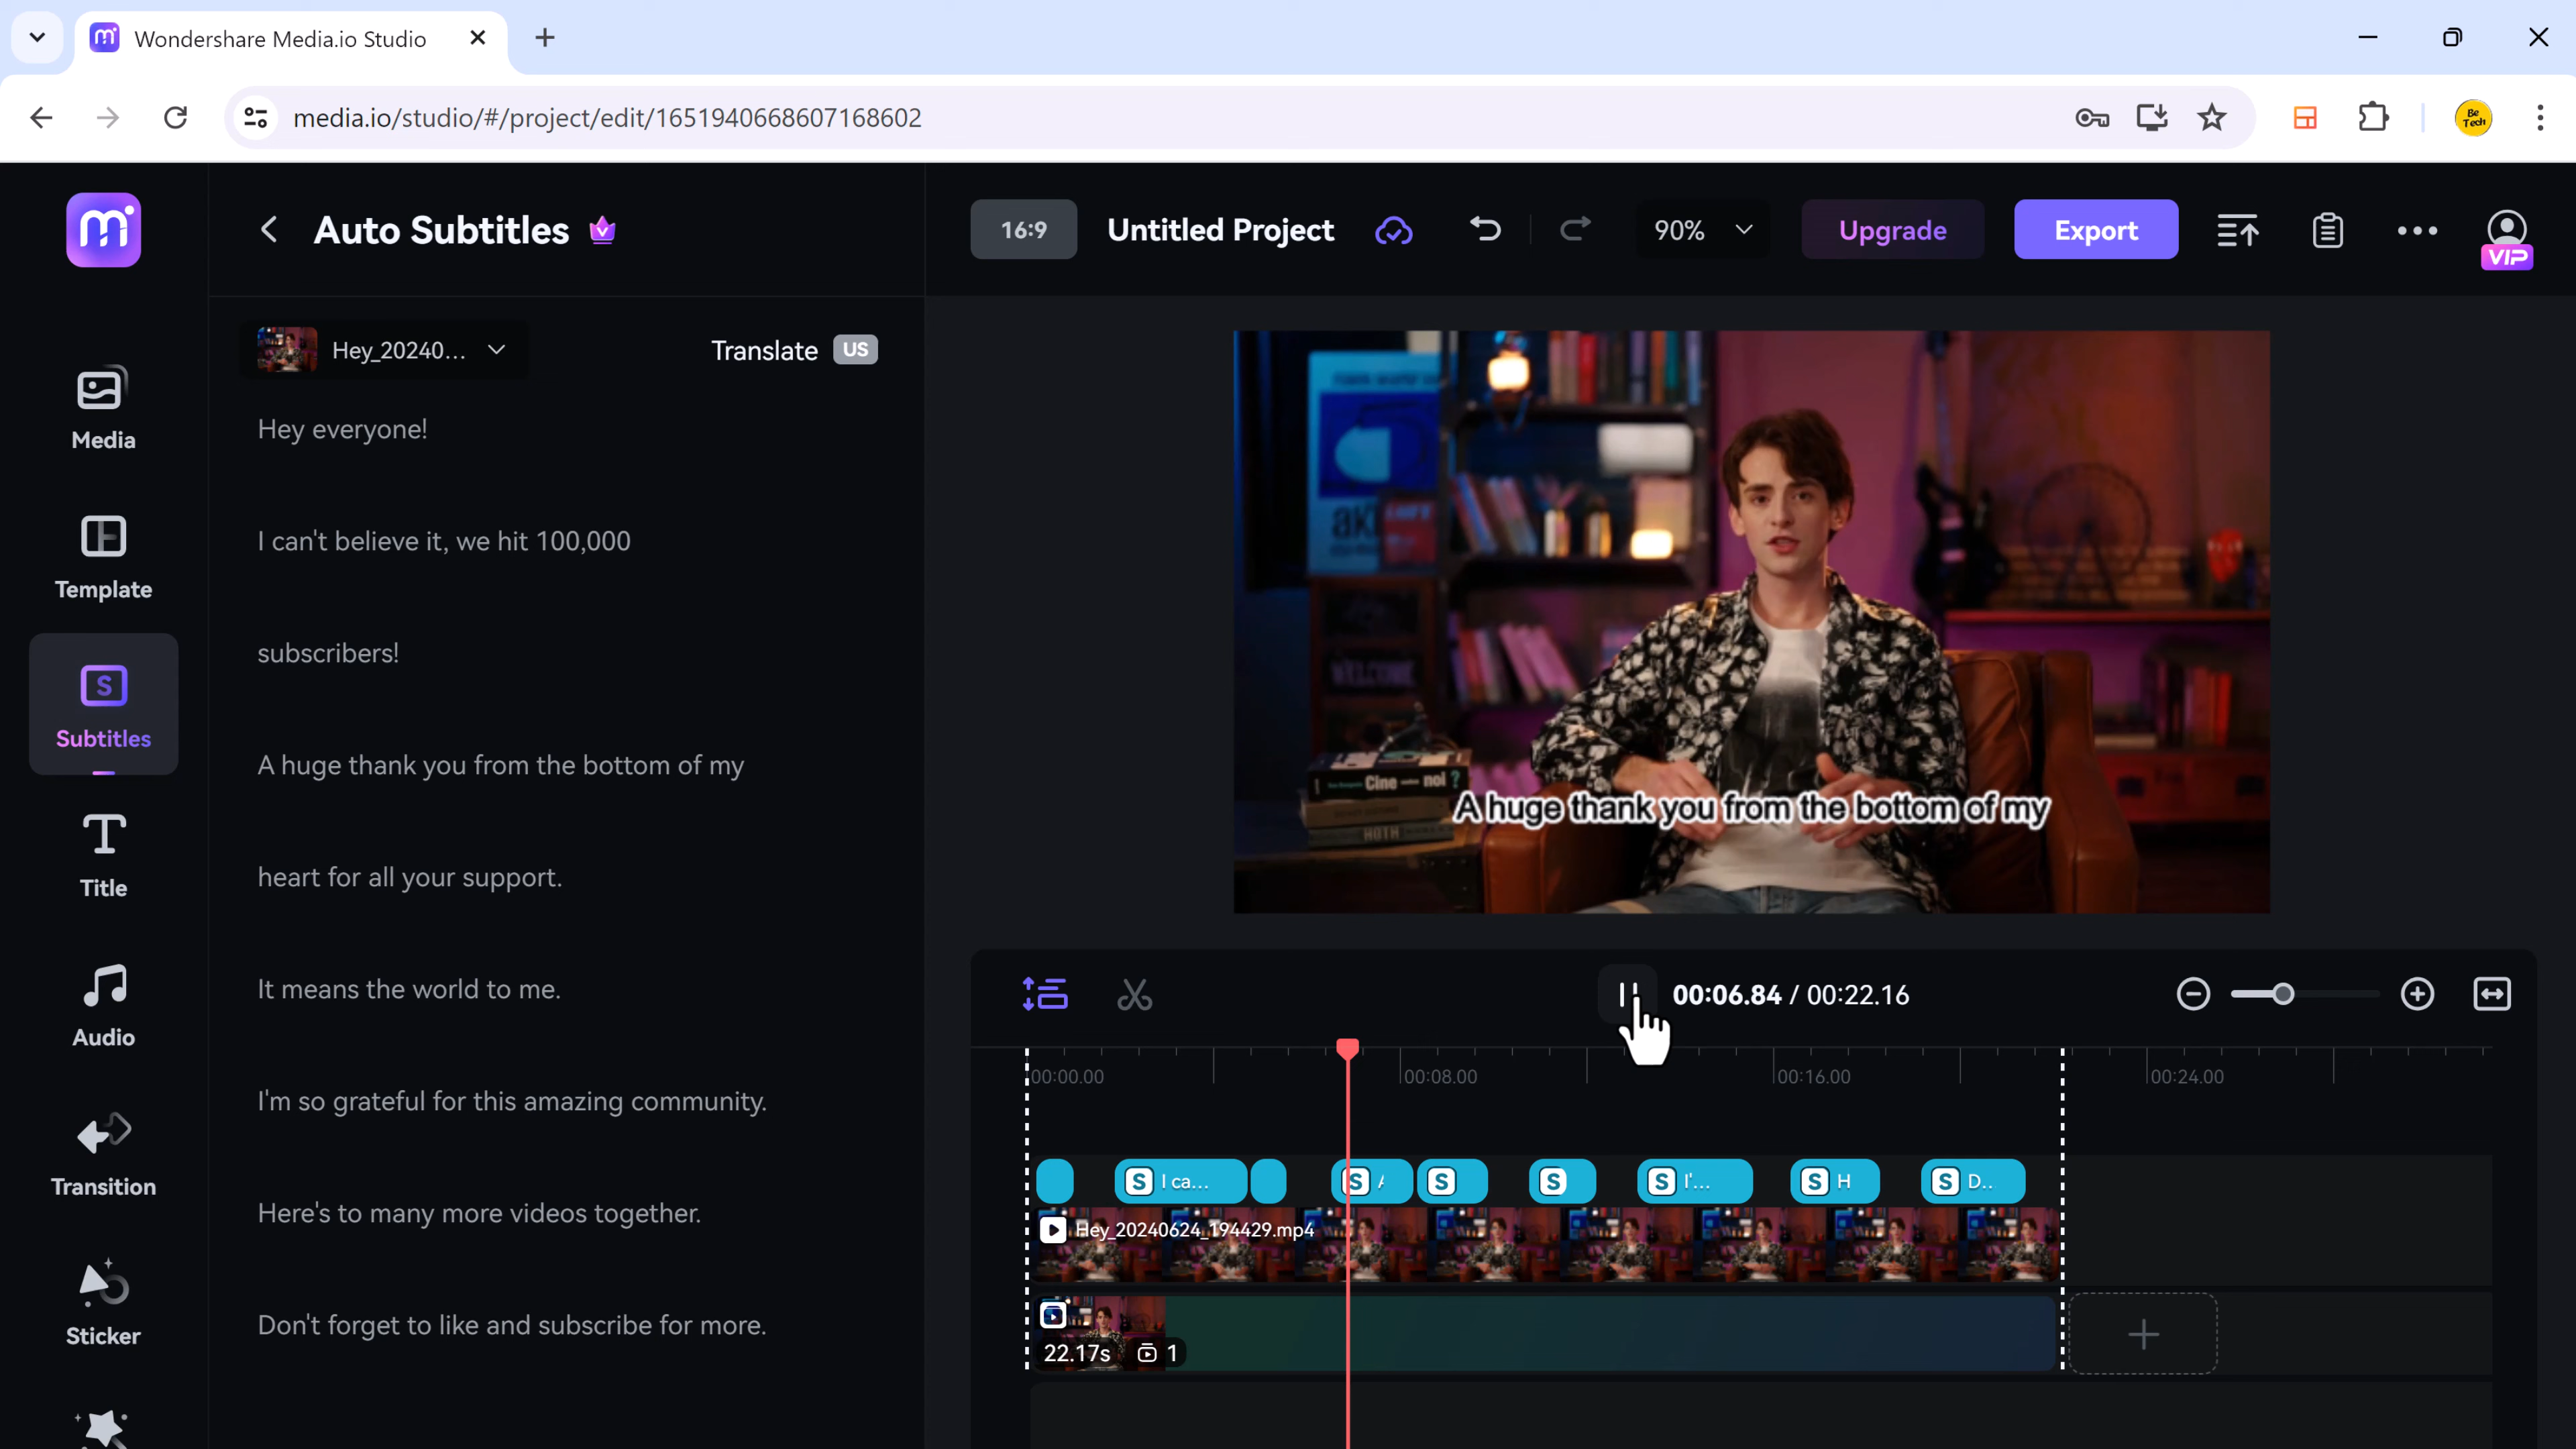 Wondershare Media.io Studio
media.io/studio/#/project/edit/1651940668607168602
Be
Tech
Auto Subtitles
16:9
Untitled Project
90%
Upgrade
Export
VIP
Media
Template
S
Subtitles
Title
Audio
Transition
Sticker
Hey_20240...
Translate US
Hey everyone!
I can't believe it, we hit 100,000
subscribers!
A huge thank you from the bottom of my
heart for all your support.
It means the world to me.
I'm so grateful for this amazing community.
Here's to many more videos together.
Don't forget to like and subscribe for more.
WELCOME
Cine
noi ?
A huge thank you from the bottom of my
00:06.84 / 00:22.16
00:00.00
00:08.00
00:16.00
00:24.00
S I ca...
S
S
S
S I'...
S H
S D..
Hey_20240624_194429.mp4
22.17s 1